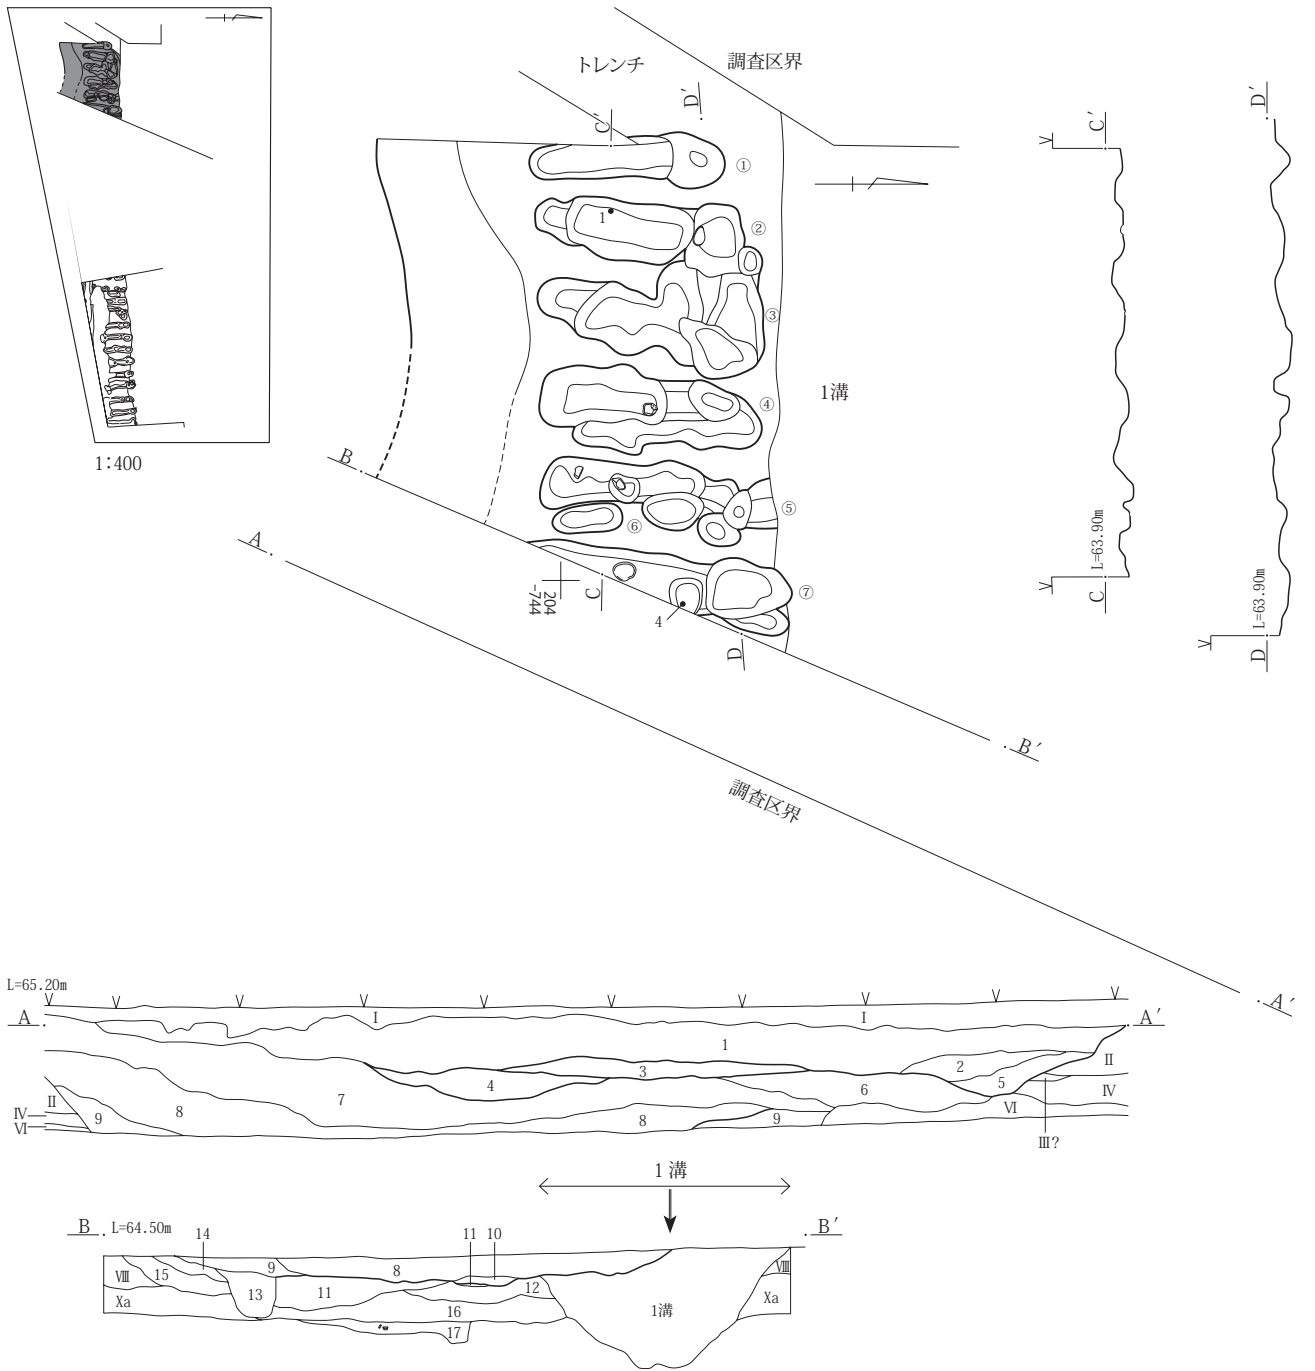 トレンチ
調査区界
C′
D′
①
1
②
③
1溝
④
⑤
⑥
⑦
4
B
A
204
-744
C
D
B′
調査区界
A′
1:400
C′
L=63.90m
C
D′
L=63.90m
D
L=65.20m
A
A′
I
I
1
2
3
4
5
6
7
8
8
9
9
Ⅱ
Ⅳ
Ⅵ
Ⅱ
Ⅳ
Ⅵ
Ⅲ?
1溝
B
L=64.50m
B′
14
11
10
9
8
Ⅷ
15
Xa
13
11
12
16
17
1溝
Ⅷ
Xa